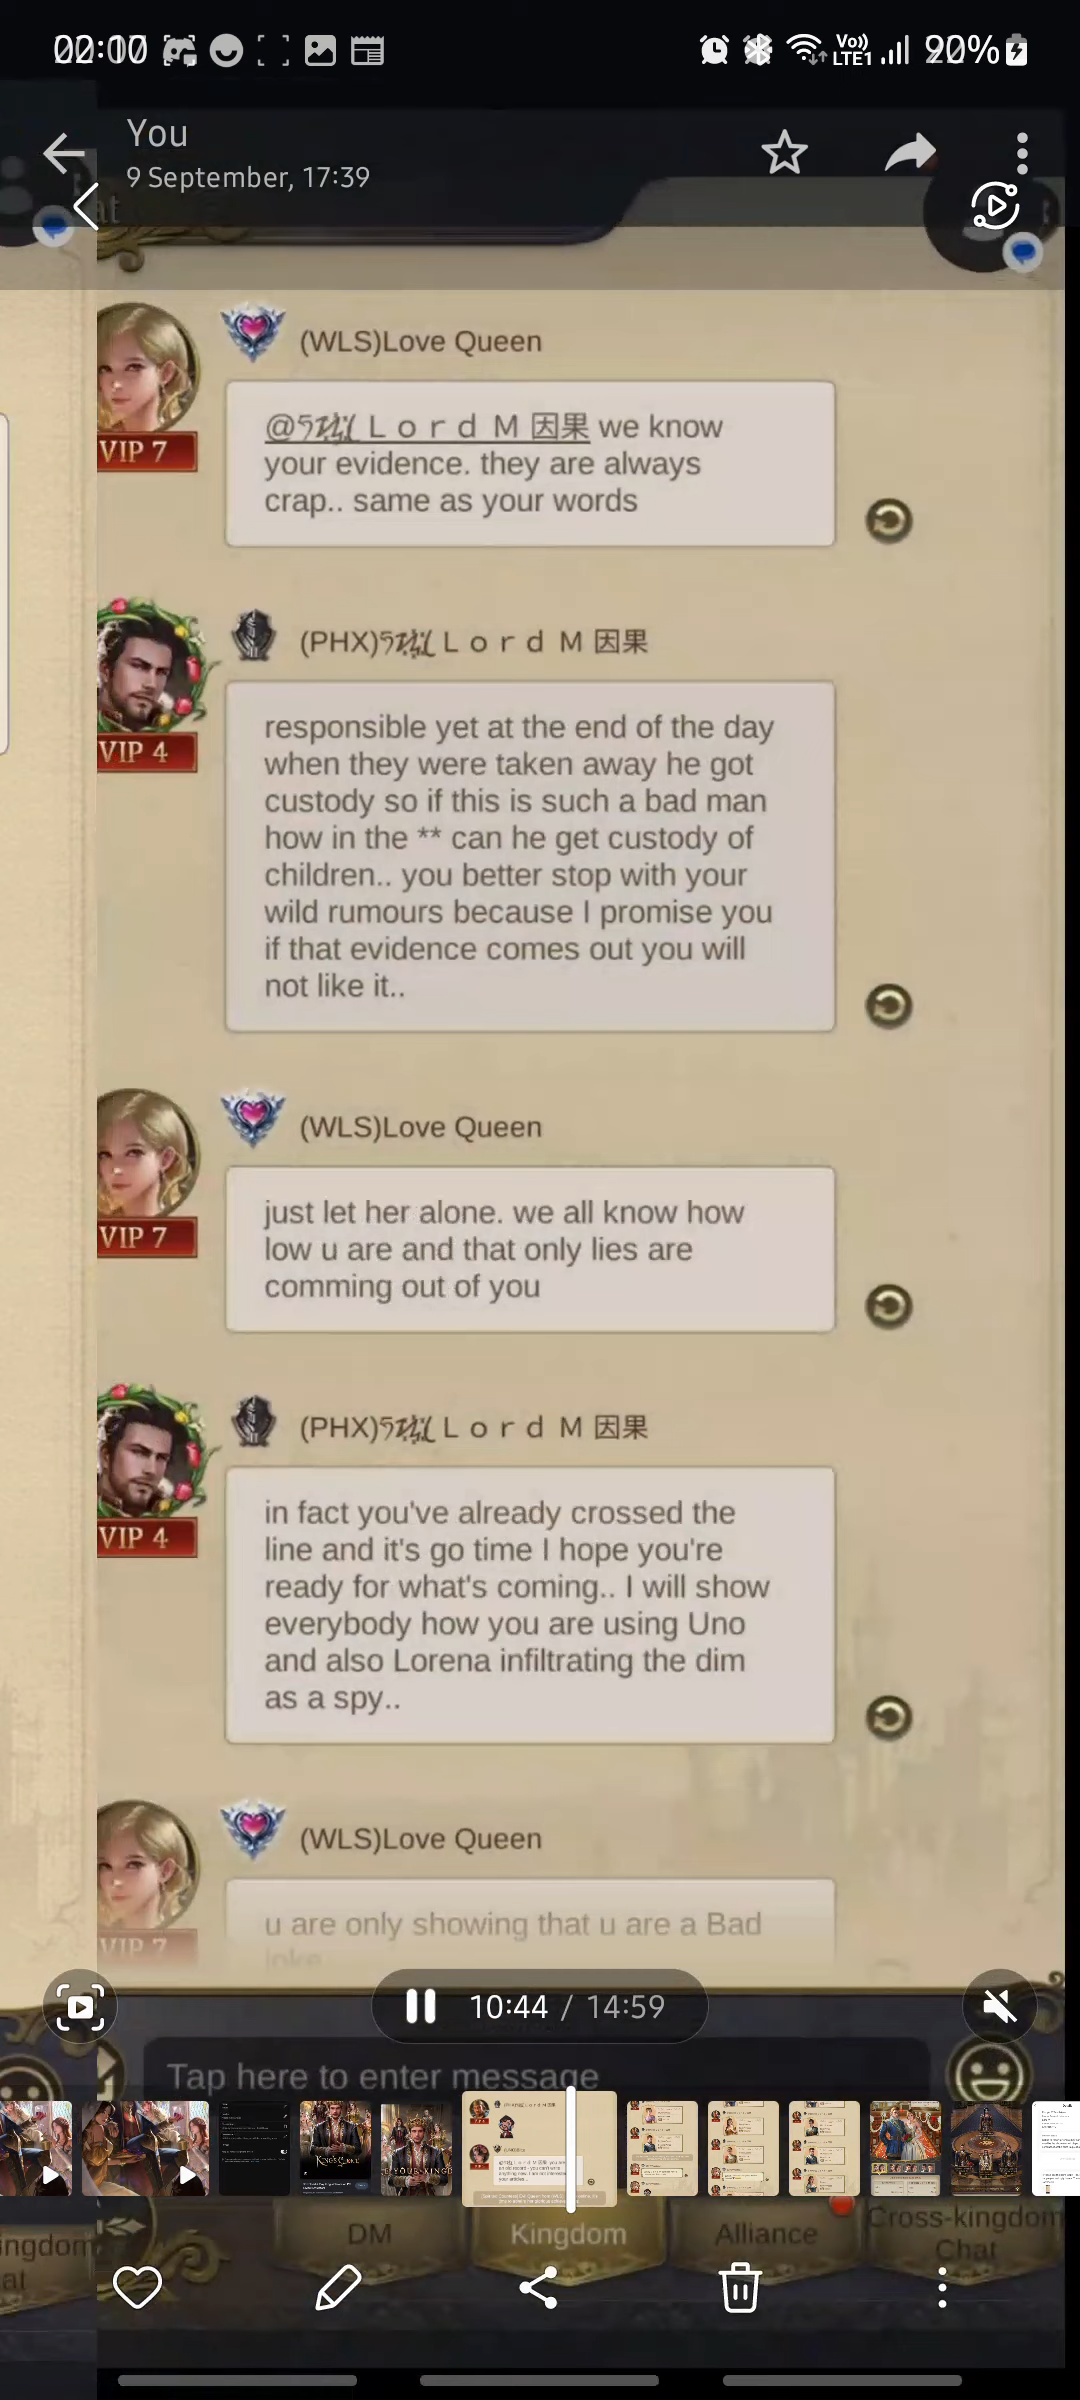 90%
You
9 September, 17:39
(WLS)Love Queen
VIP 7
Lord M 因果 we know
your evidence. they are always
crap.. same as your words
(PHX) Lord M 因果
VIP 4
responsible yet at the end of the day
when they were taken away he got
custody so if this is such a bad man
how in the ** can he get custody of
children.. you better stop with your
wild rumours because I promise you
if that evidence comes out you will
not like it..
(WLS)Love Queen
VIP 7
just let her alone. we all know how
low u are and that only lies are
comming out of you
(PHX) Lord M 因果
VIP 4
in fact you've already crossed the
line and it's go time I hope you're
ready for what's coming.. I will show
everybody how you are using Uno
and also Lorena infiltrating the dim
as a spy..
(WLS)Love Queen
VIP 7
u are only showing that u are a Bad
joke
10:44 / 14:59
Tap here to enter message
DM
Kingdom
Alliance
Cross-kingdom
Chat